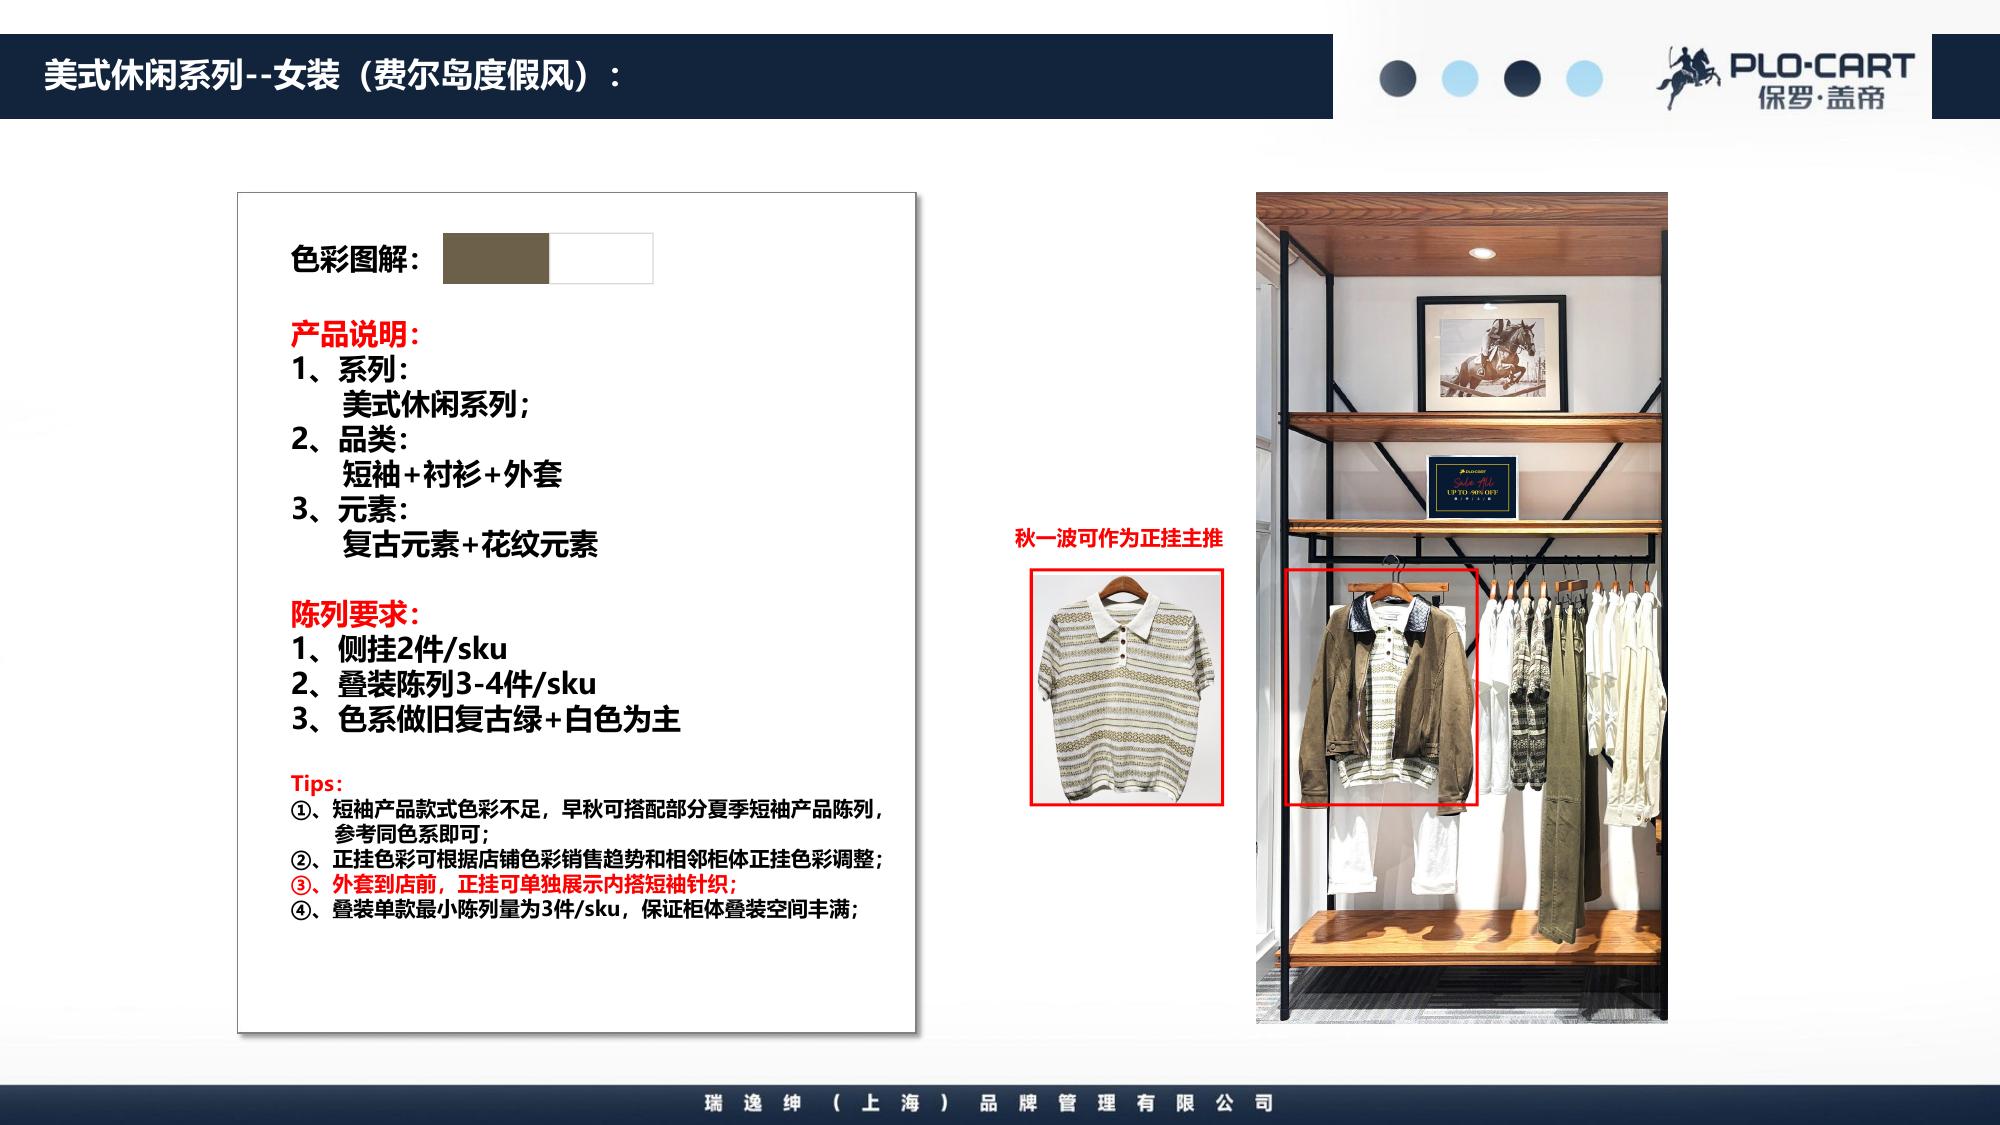 美式休闲系列--女装（费尔岛度假风）:
PLO·CART
保罗·盖帝
色彩图解：
产品说明：
1、系列：
美式休闲系列；
2、品类：
短袖+衬衫+外套
3、元素：
复古元素+花纹元素
陈列要求：
1、侧挂2件/sku
2、叠装陈列3-4件/sku
3、色系做旧复古绿+白色为主
Tips：
①、短袖产品款式色彩不足，早秋可搭配部分夏季短袖产品陈列，
参考同色系即可；
②、正挂色彩可根据店铺色彩销售趋势和相邻柜体正挂色彩调整；
③、外套到店前，正挂可单独展示内搭短袖针织；
④、叠装单款最小陈列量为3件/sku，保证柜体叠装空间丰满；
秋一波可作为正挂主推
PLO·CART
Sale All
UP TO -90% OFF
瑞逸绅（上海）品牌管理有限公司